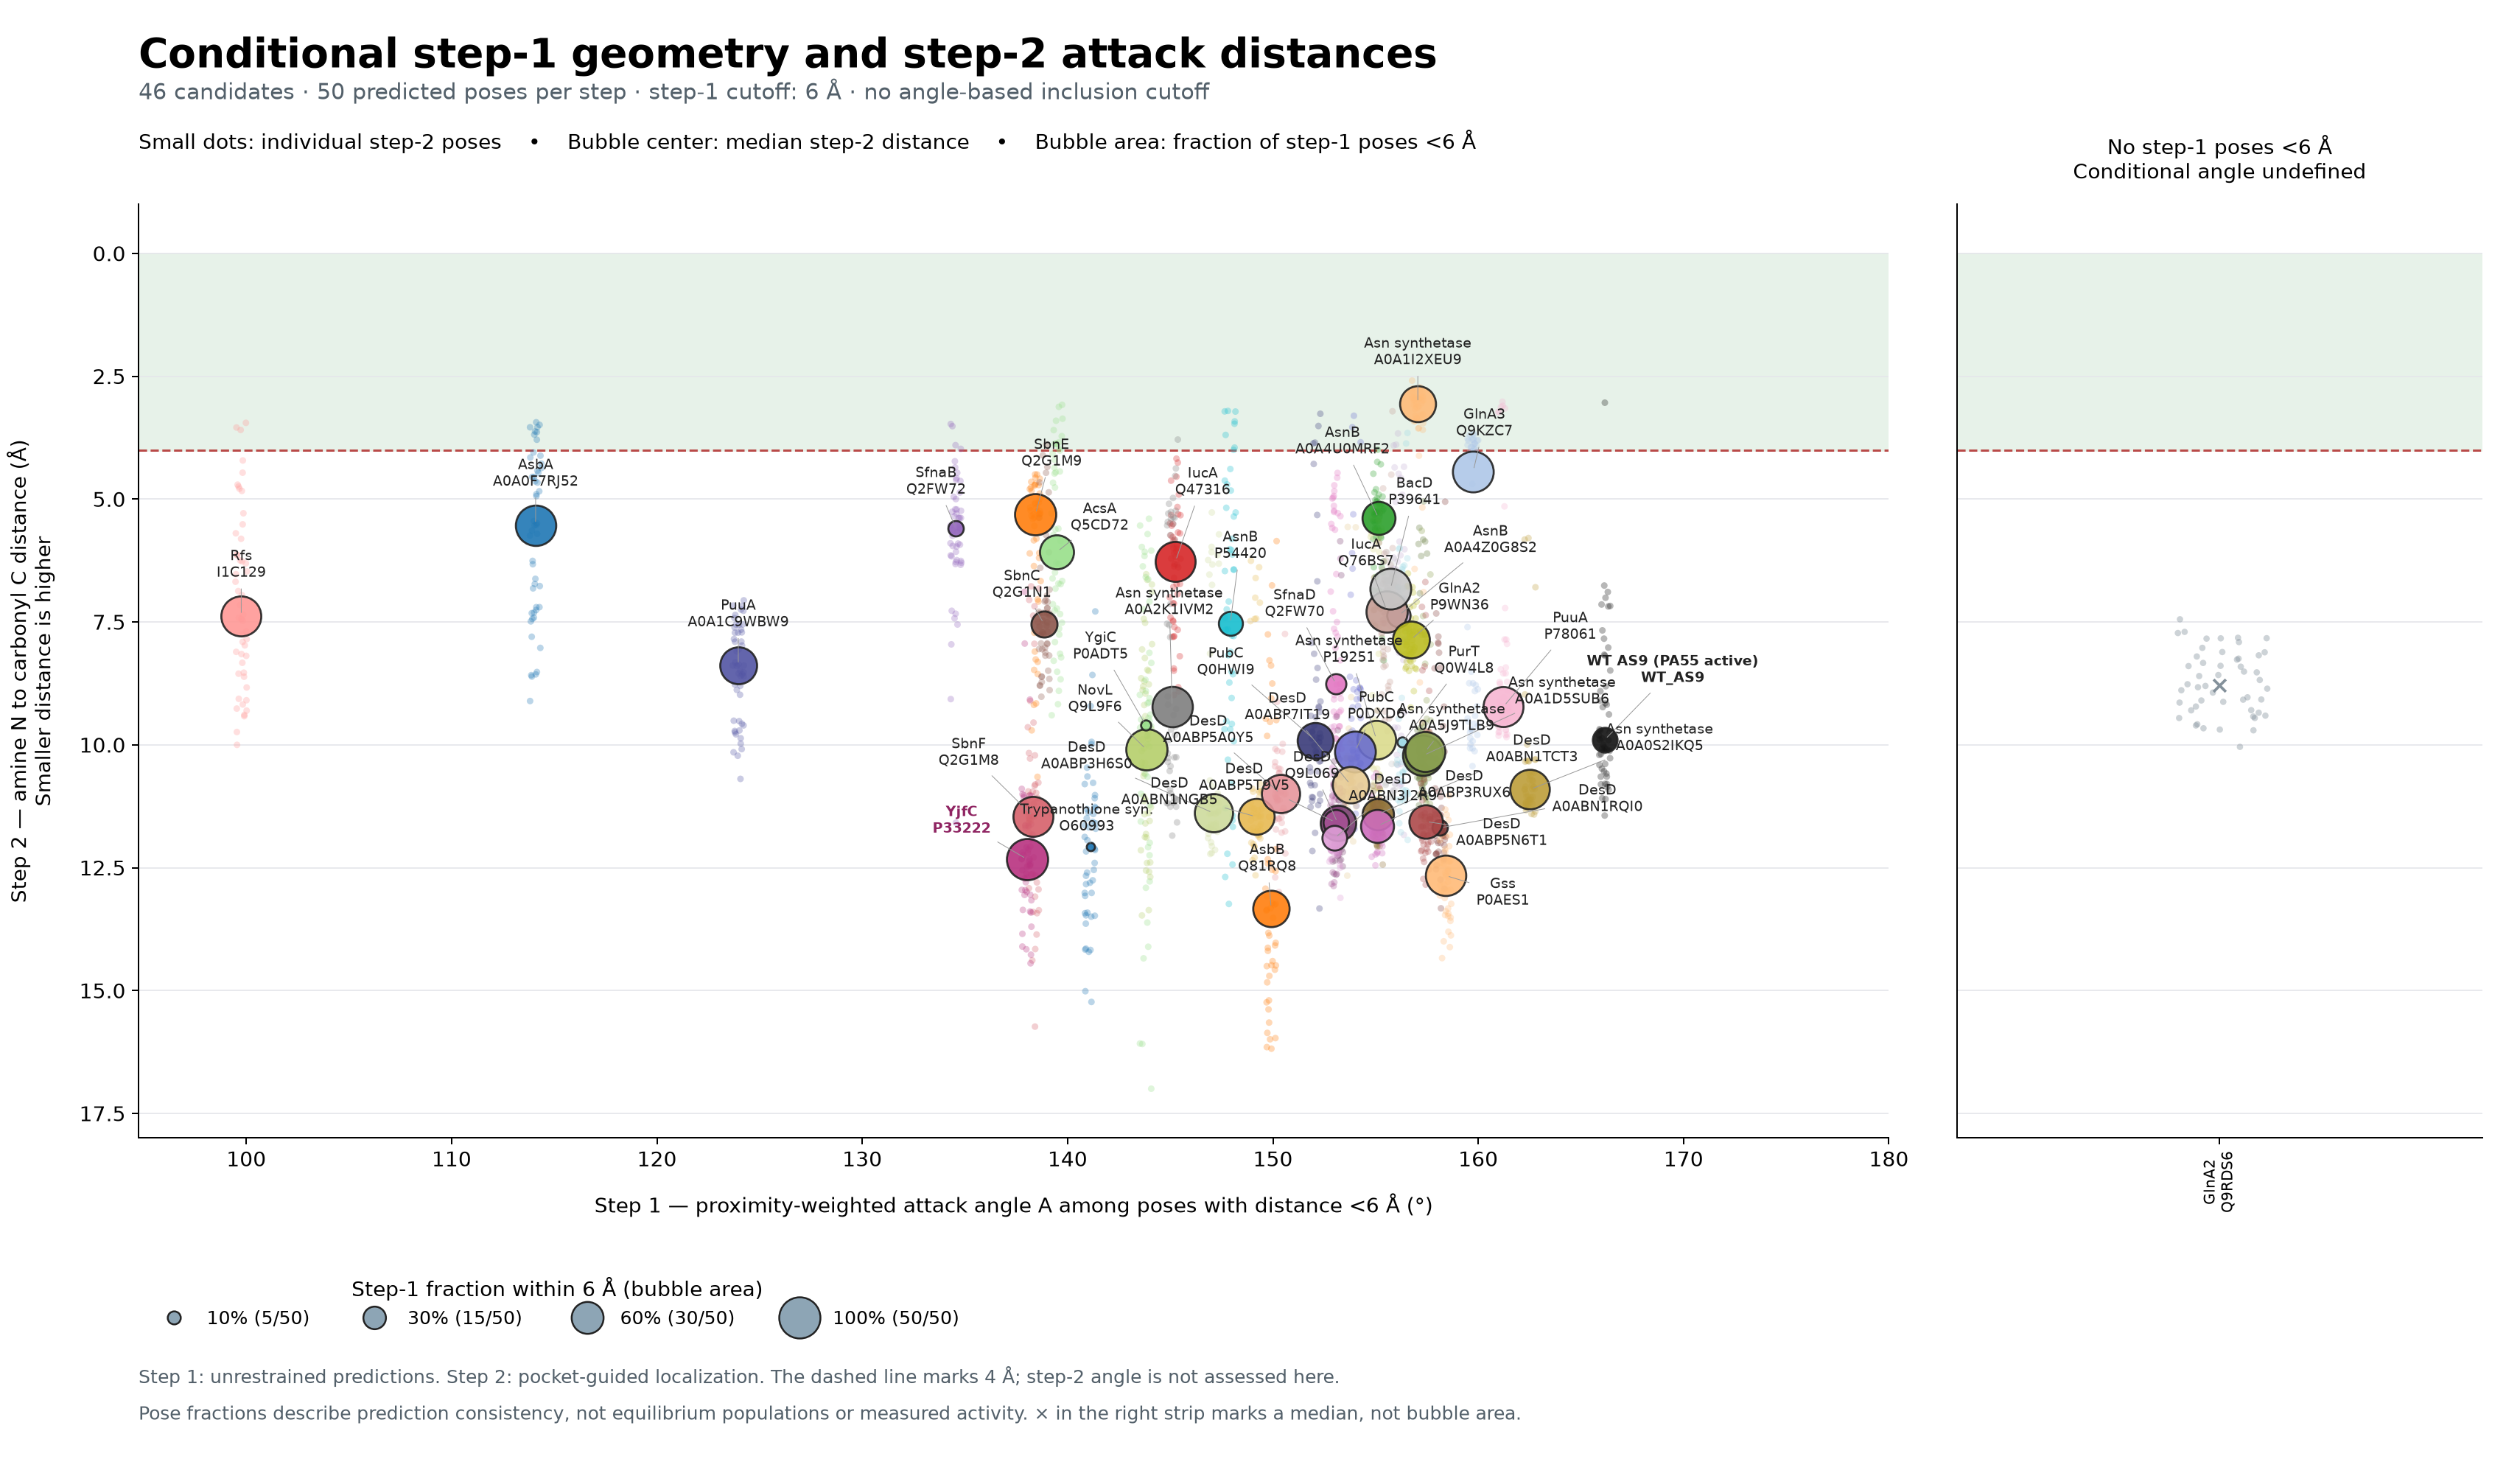 Conditional step-1 geometry and step-2 attack distances
46 candidates · 50 predicted poses per step · step-1 cutoff: 6 Å · no angle-based inclusion cutoff
Small dots: individual step-2 poses • Bubble center: median step-2 distance • Bubble area: fraction of step-1 poses <6 Å
No step-1 poses <6 Å
Conditional angle undefined
Step 2 — amine N to carbonyl C distance (Å)
Smaller distance is higher
0.0
2.5
5.0
7.5
10.0
12.5
15.0
17.5
Asn synthetase
A0A1I2XEU9
GlnA3
Q9KZC7
AsnB
A0A4U0MRF2
SbnE
Q2G1M9
AsbA
A0A0F7RJ52
SfnaB
Q2FW72
IucA
Q47316
BacD
P39641
AcsA
Q5CD72
AsnB
P54420
IucA
Q76BS7
AsnB
A0A4Z0G8S2
Rfs
I1C129
SbnC
Q2G1N1
Asn synthetase
A0A2K1IVM2
SfnaD
Q2FW70
GlnA2
P9WN36
PuuA
A0A1C9WBW9
PuuA
P78061
YgiC
P0ADT5
PubC
Q0HWI9
Asn synthetase
P19251
PurT
Q0W4L8
WT AS9 (PA55 active)
WT_AS9
NovL
Q9L9F6
DesD
A0ABP7IT19
PubC
P0DXD6
Asn synthetase
A0A1D5SUB6
Asn synthetase
A0A5J9TLB9
DesD
A0ABP5A0Y5
Asn synthetase
A0A0S2IKQ5
SbnF
Q2G1M8
DesD
A0ABP3H6S0
DesD
Q9L069
DesD
A0ABN1TCT3
DesD
A0ABP5T9V5
DesD
A0ABN1NGB5
DesD
A0ABN3J2A9
DesD
A0ABP3RUX6
DesD
A0ABN1RQI0
YjfC
P33222
Trypanothione syn.
O60993
DesD
A0ABP5N6T1
AsbB
Q81RQ8
Gss
P0AES1
100
110
120
130
140
150
160
170
180
GlnA2
Q9RDS6
Step 1 — proximity-weighted attack angle A among poses with distance <6 Å (°)
Step-1 fraction within 6 Å (bubble area)
10% (5/50)
30% (15/50)
60% (30/50)
100% (50/50)
Step 1: unrestrained predictions. Step 2: pocket-guided localization. The dashed line marks 4 Å; step-2 angle is not assessed here.
Pose fractions describe prediction consistency, not equilibrium populations or measured activity. × in the right strip marks a median, not bubble area.